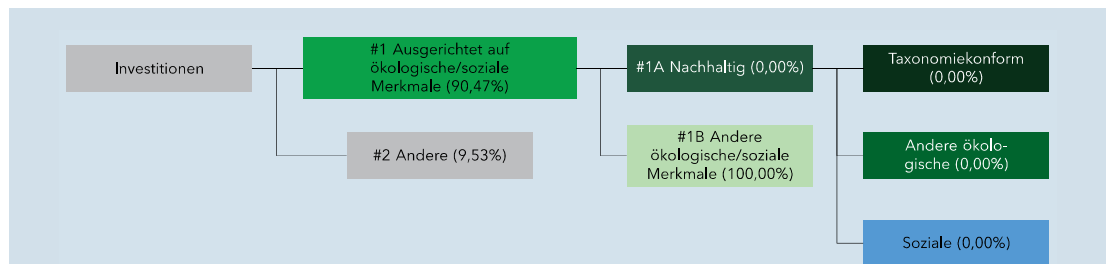 Investitionen
#1 Ausgerichtet auf
ökologische/soziale
Merkmale (90,47%)
#1A Nachhaltig (0,00%)
Taxonomiekonform
(0,00%)
#2 Andere (9,53%)
#1B Andere
ökologische/soziale
Merkmale (100,00%)
Andere ökolo-
gische (0,00%)
Soziale (0,00%)